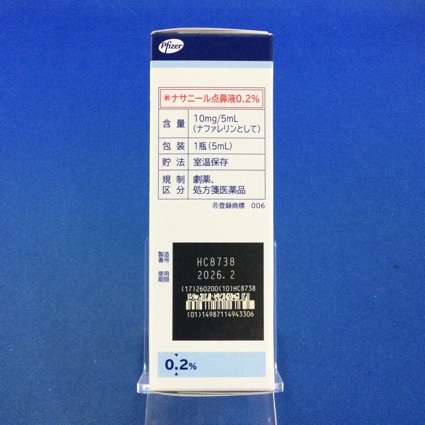 Pfizer
劇 ナサニール点鼻液0.2%
含 量 10mg/5mL
(ナファレリンとして)
包 装 1瓶(5mL)
貯 法 室温保存
規 制 劇薬、
区 分 処方箋医薬品
®登録商標 006
製造
番号 HC8738
使用
期限 2026.2
(17)260200(10)HC8738
(01)14987114943306
0.2%